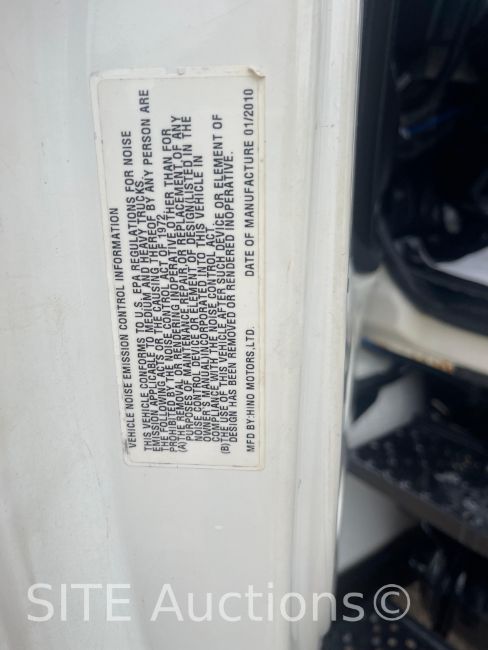 VEHICLE NOISE EMISSION CONTROL INFORMATION
THIS VEHICLE CONFORMS TO U.S. EPA REGULATIONS FOR NOISE
EMISSION APPLICABLE TO MEDIUM AND HEAVY TRUCKS.
THE FOLLOWING ACTS OR THE CAUSING THEREOF BY ANY PERSON ARE
PROHIBITED BY THE NOISE CONTROL ACT OF 1972.
(A) THE REMOVAL OR RENDERING INOPERATIVE OTHER THAN FOR
PURPOSES OF MAINTENANCE,REPAIR,OR REPLACEMENT OF ANY
NOISE CONTROL DEVICE OR ELEMENT OF DESIGN(LISTED IN THE
OWNER'S MANUAL)INCORPORATED INTO THIS VEHICLE IN
COMPLIANCE WITH THE NOISE CONTROL ACT.
(B) THE USE OF THIS VEHICLE AFTER SUCH DEVICE OR ELEMENT OF
DESIGN HAS BEEN REMOVED OR RENDERED INOPERATIVE.
MFD BY:HINO MOTORS,LTD. DATE OF MANUFACTURE 01/2010
SITE Auctions©